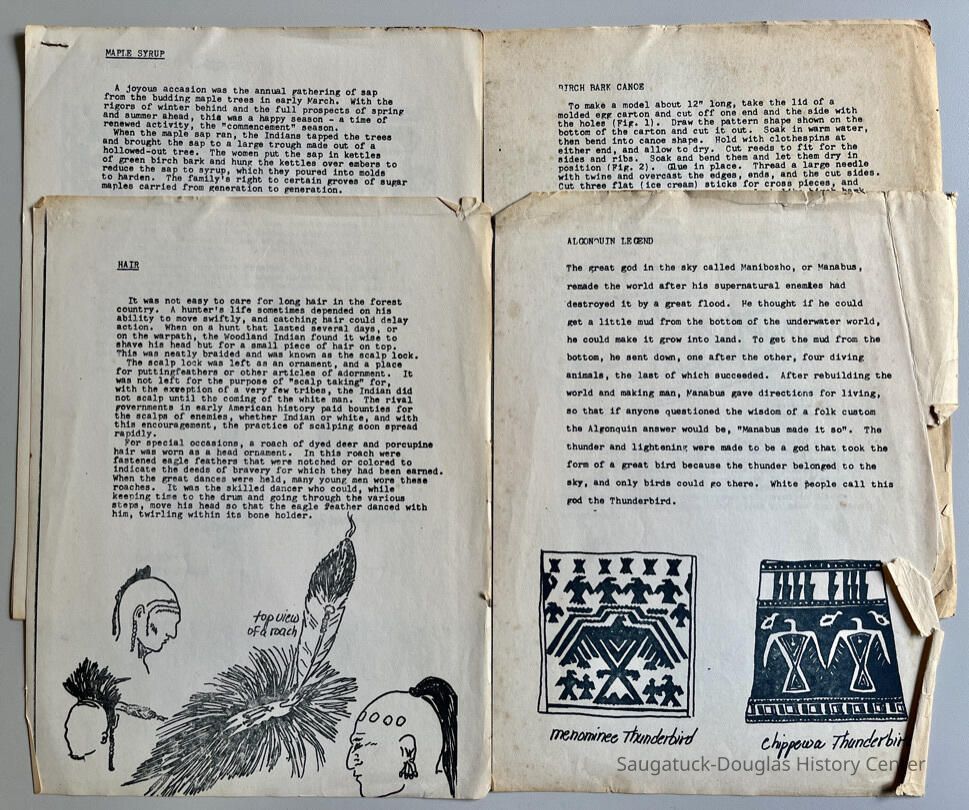 MAPLE SYRUP
A joyous accasion was the annual gathering of sap
from the budding maple trees in early March. With the
rigors of winter behind and the full prospects of spring
and summer ahead, this was a happy season - a time of
renewed activity, the "commencement" season.
When the maple sap ran, the Indians tapped the trees
and brought the sap to a large trough made out of a
hollowed-out tree. The women put the sap in kettles
of green birch bark and hung the kettles over embers to
reduce the sap to syrup, which they poured into molds
to harden. The family's right to certain groves of sugar
maples carried from generation to generation.
BIRCH BARK CANOE
To make a model about 12" long, take the lid of a
molded egg carton and cut off one end and the side with
the holes (Fig. 1). Draw the pattern shape shown on the
bottom of the carton and cut it out. Soak in warm water,
then bend into canoe shape. Hold with clothespins at
either end, and allow to dry. Cut reeds to fit for the
sides and ribs. Soak and bend them and let them dry in
position (Fig. 2). Glue in place. Thread a large needle
with twine and overcast the edges, ends, and the cut sides.
Cut three flat (ice cream) sticks for cross pieces, and
HAIR
It was not easy to care for long hair in the forest
country. A hunter's life sometimes depended on his
ability to move swiftly, and catching hair could delay
action. When on a hunt that lasted several days, or
on the warpath, the Woodland Indian found it wise to
shave his head but for a small piece of hair on top.
This was neatly braided and was known as the scalp lock.
The scalp lock was left as an ornament, and a place
for puttingfeathers or other articles of adornment. It
was not left for the purpose of "scalp taking" for,
with the exception of a very few tribes, the Indian did
not scalp until the coming of the white man. The rival
governments in early American history paid bounties for
the scalps of enemies, whether Indian or white, and with
this encouragement, the practice of scalping soon spread
rapidly.
For special occasions, a roach of dyed deer and porcupine
hair was worn as a head ornament. In this roach were
fastened eagle feathers that were notched or colored to
indicate the deeds of bravery for which they had been earned.
When the great dances were held, many young men wore these
roaches. It was the skilled dancer who could, while
keeping time to the drum and going through the various
steps, move his head so that the eagle feather danced with
him, twirling within its bone holder.
top view
of a roach
ALGONQUIN LEGEND
The great god in the sky called Manibozho, or Manabus,
remade the world after his supernatural enemies had
destroyed it by a great flood. He thought if he could
get a little mud from the bottom of the underwater world,
he could make it grow into land. To get the mud from the
bottom, he sent down, one after the other, four diving
animals, the last of which succeeded. After rebuilding the
world and making man, Manabus gave directions for living,
so that if anyone questioned the wisdom of a folk custom
the Algonquin answer would be, "Manabus made it so". The
thunder and lightening were made to be a god that took the
form of a great bird because the thunder belonged to the
sky, and only birds could go there. White people call this
god the Thunderbird.
menominee Thunderbird
chippewa Thunderbir
Saugatuck-Douglas History Center